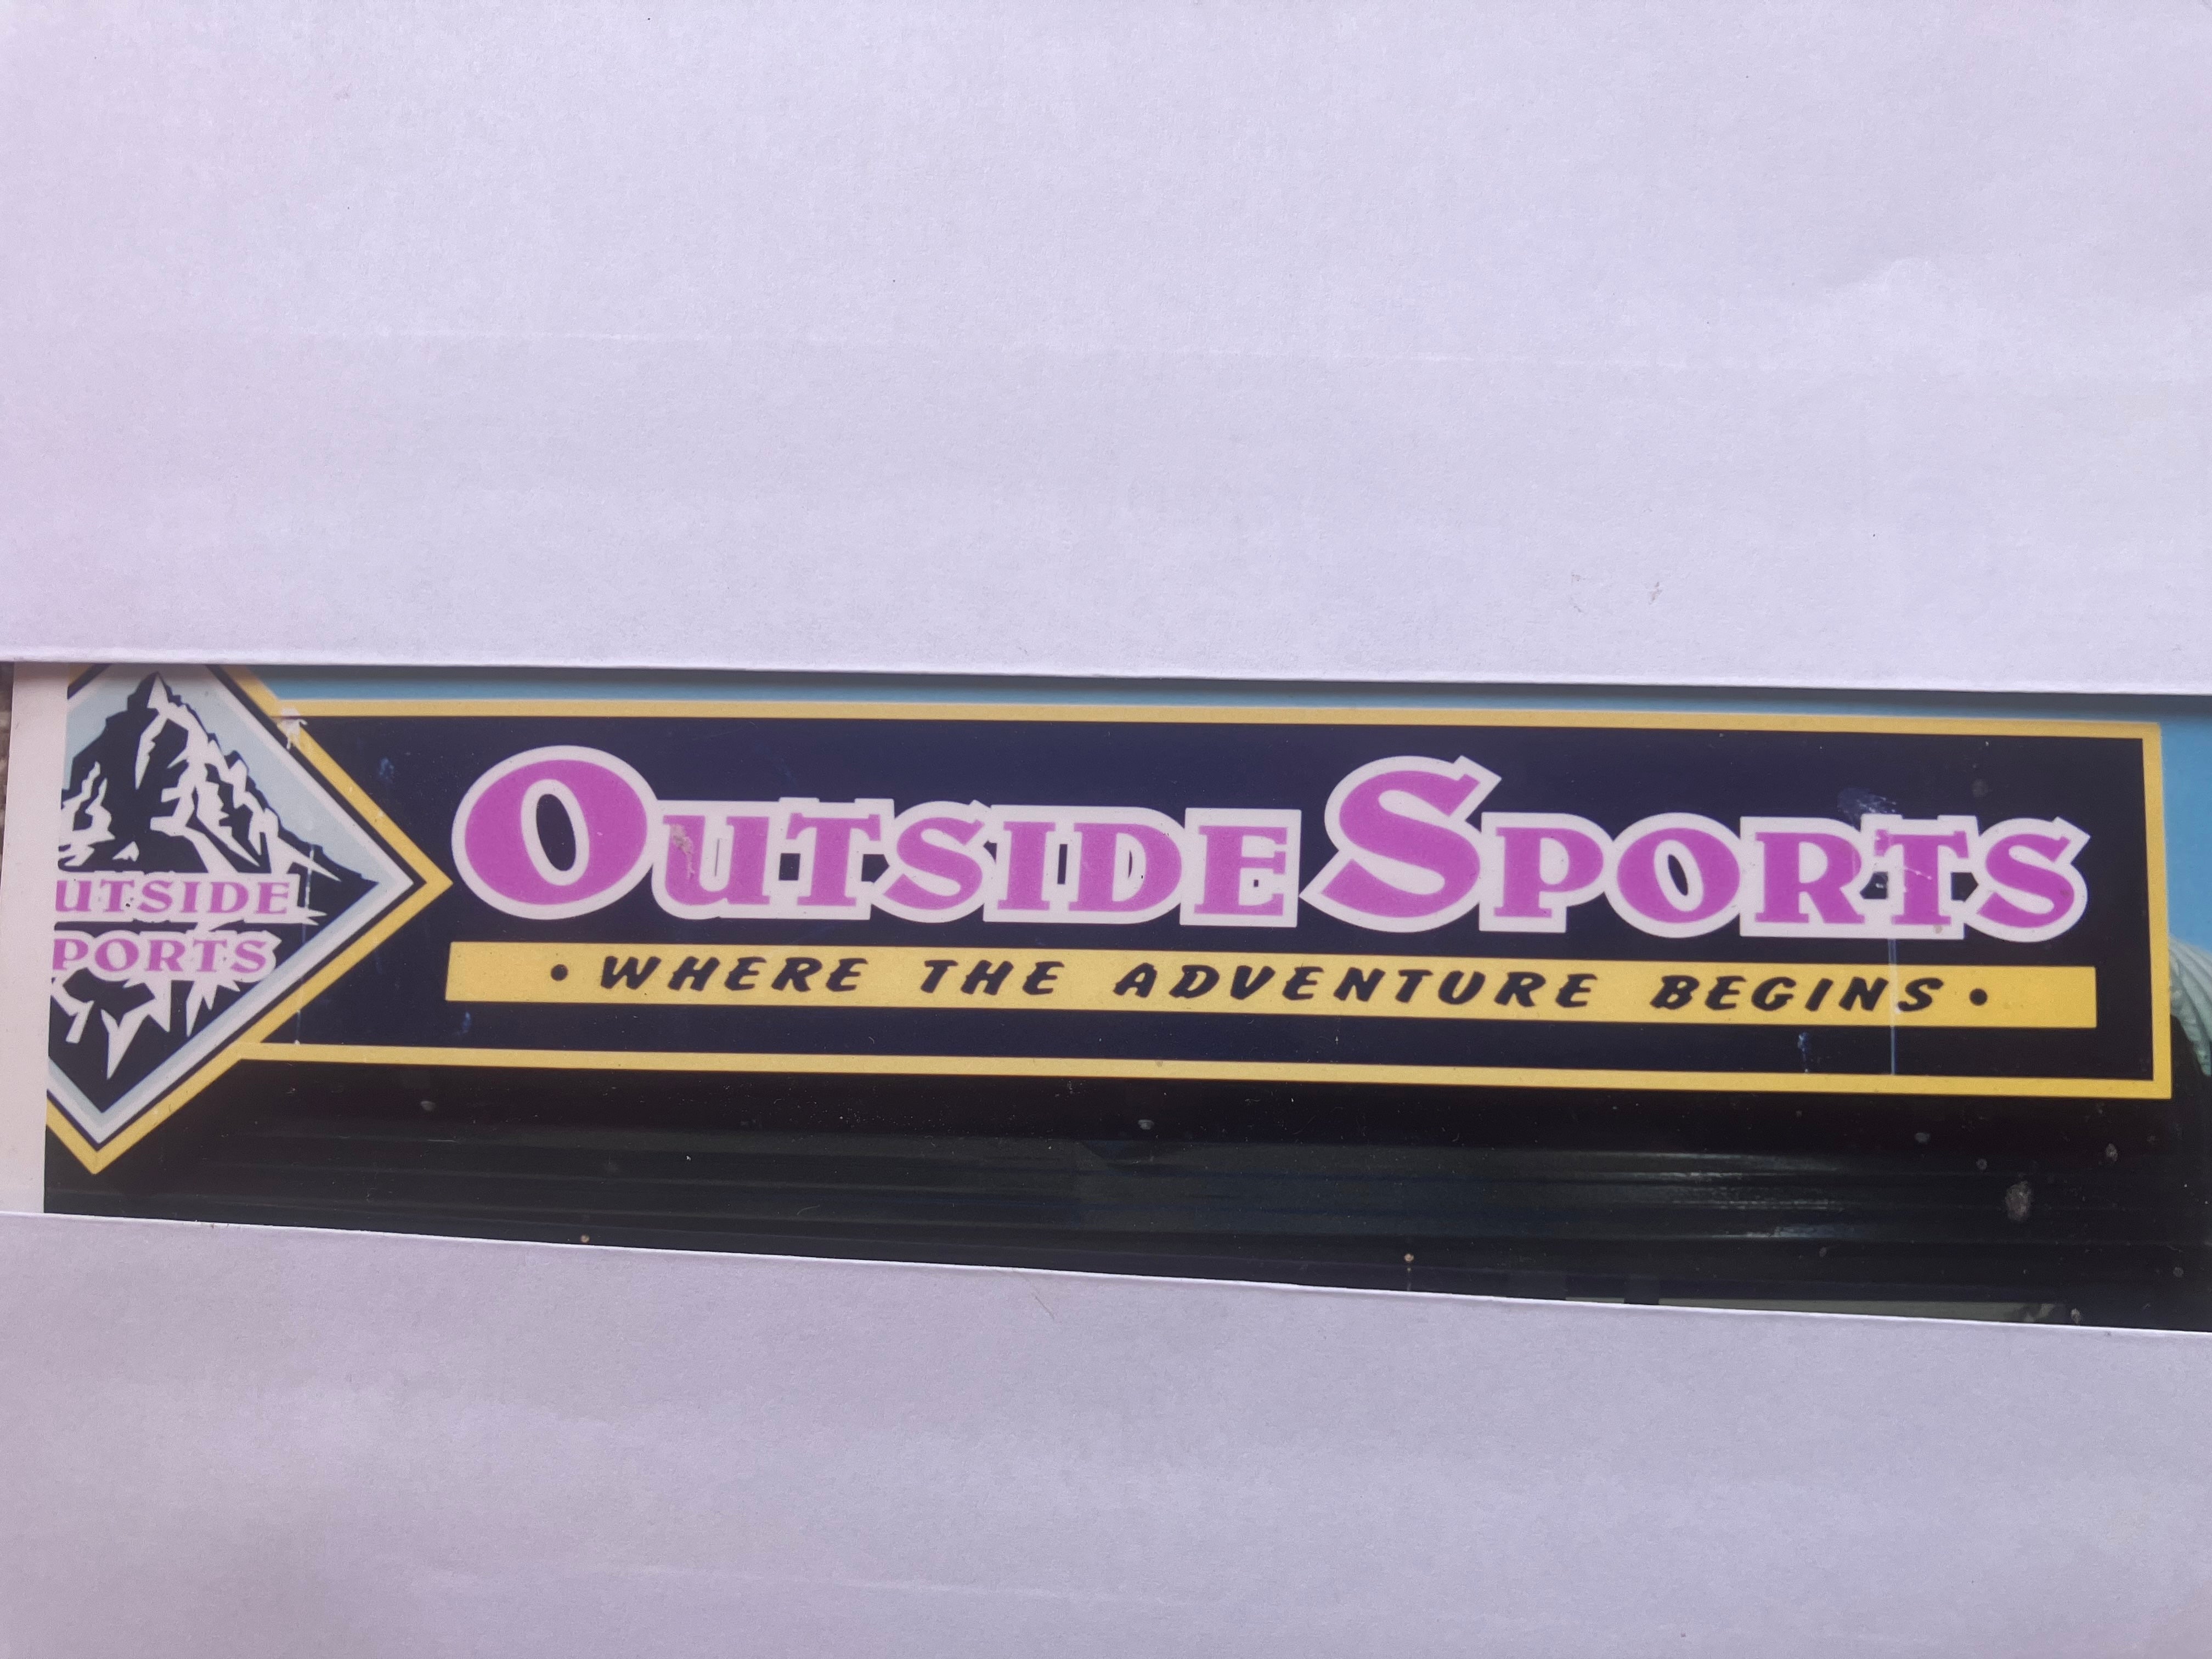 UTSIDE
PORTS
OUTSIDE SPORTS
• WHERE THE ADVENTURE BEGINS •